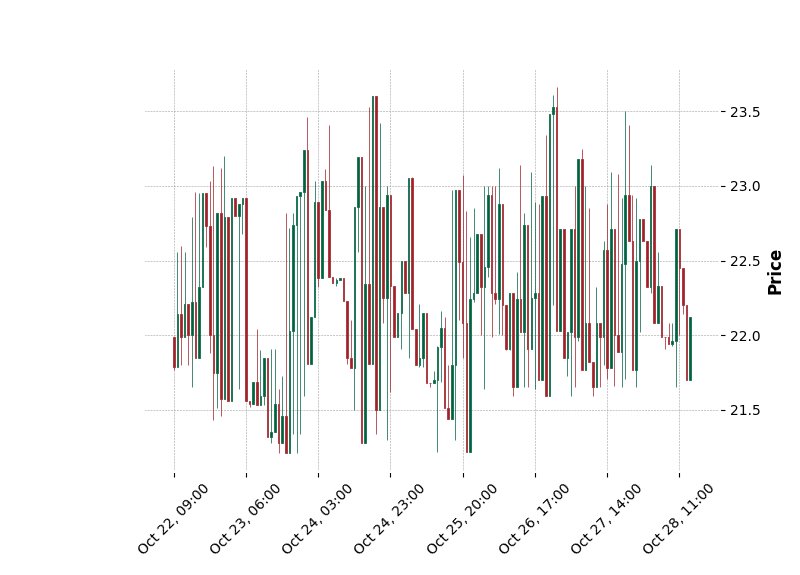 23.5
23.0
22.5
22.0
21.5
Price
Oct 22, 09:00
Oct 23, 06:00
Oct 24, 03:00
Oct 24, 23:00
Oct 25, 20:00
Oct 26, 17:00
Oct 27, 14:00
Oct 28, 11:00